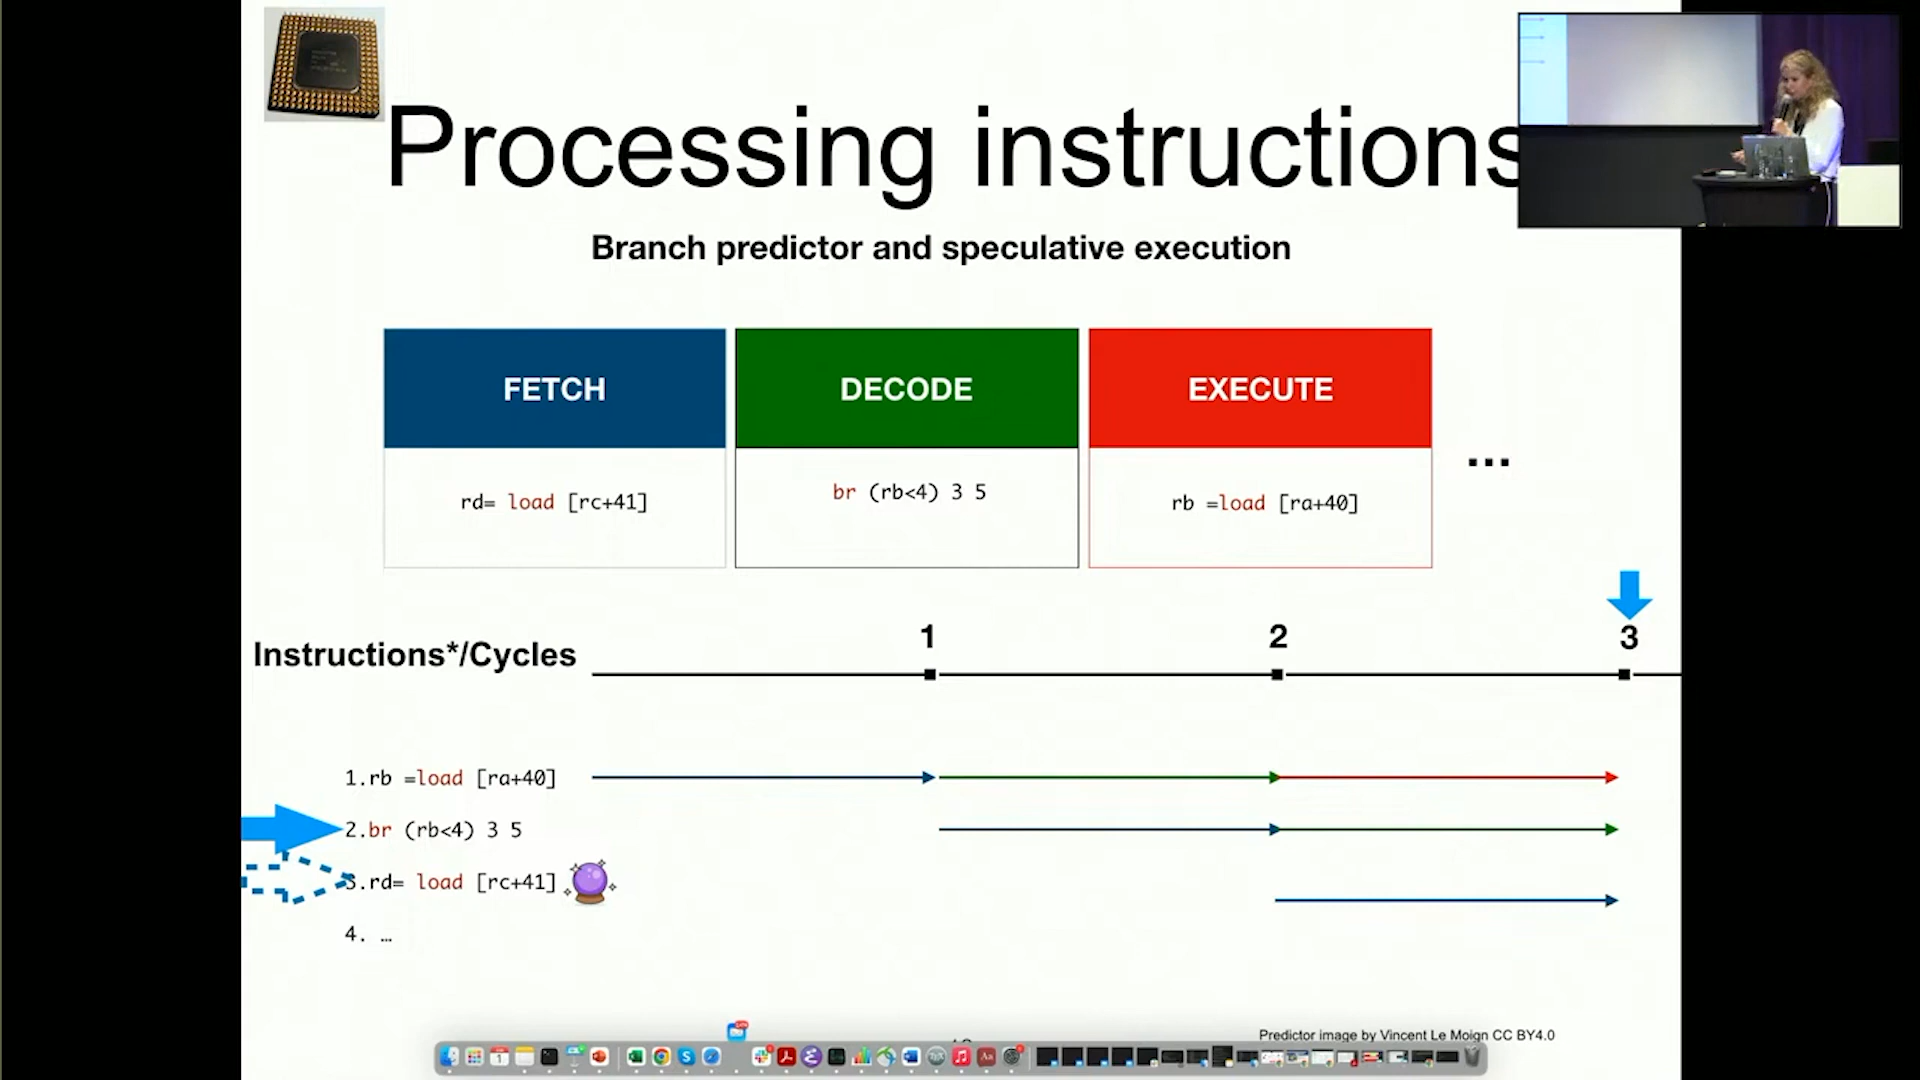 Processing instructions
Branch predictor and speculative execution
FETCH
DECODE
EXECUTE
rd= load [rc+41]
br (rb<4) 3 5
rb =load [ra+40]
...
1
2
3
Instructions*/Cycles
1.rb =load [ra+40]
2.br (rb<4) 3 5
3.rd= load [rc+41]
4. …
Predictor image by Vincent Le Moign CC BY4.0